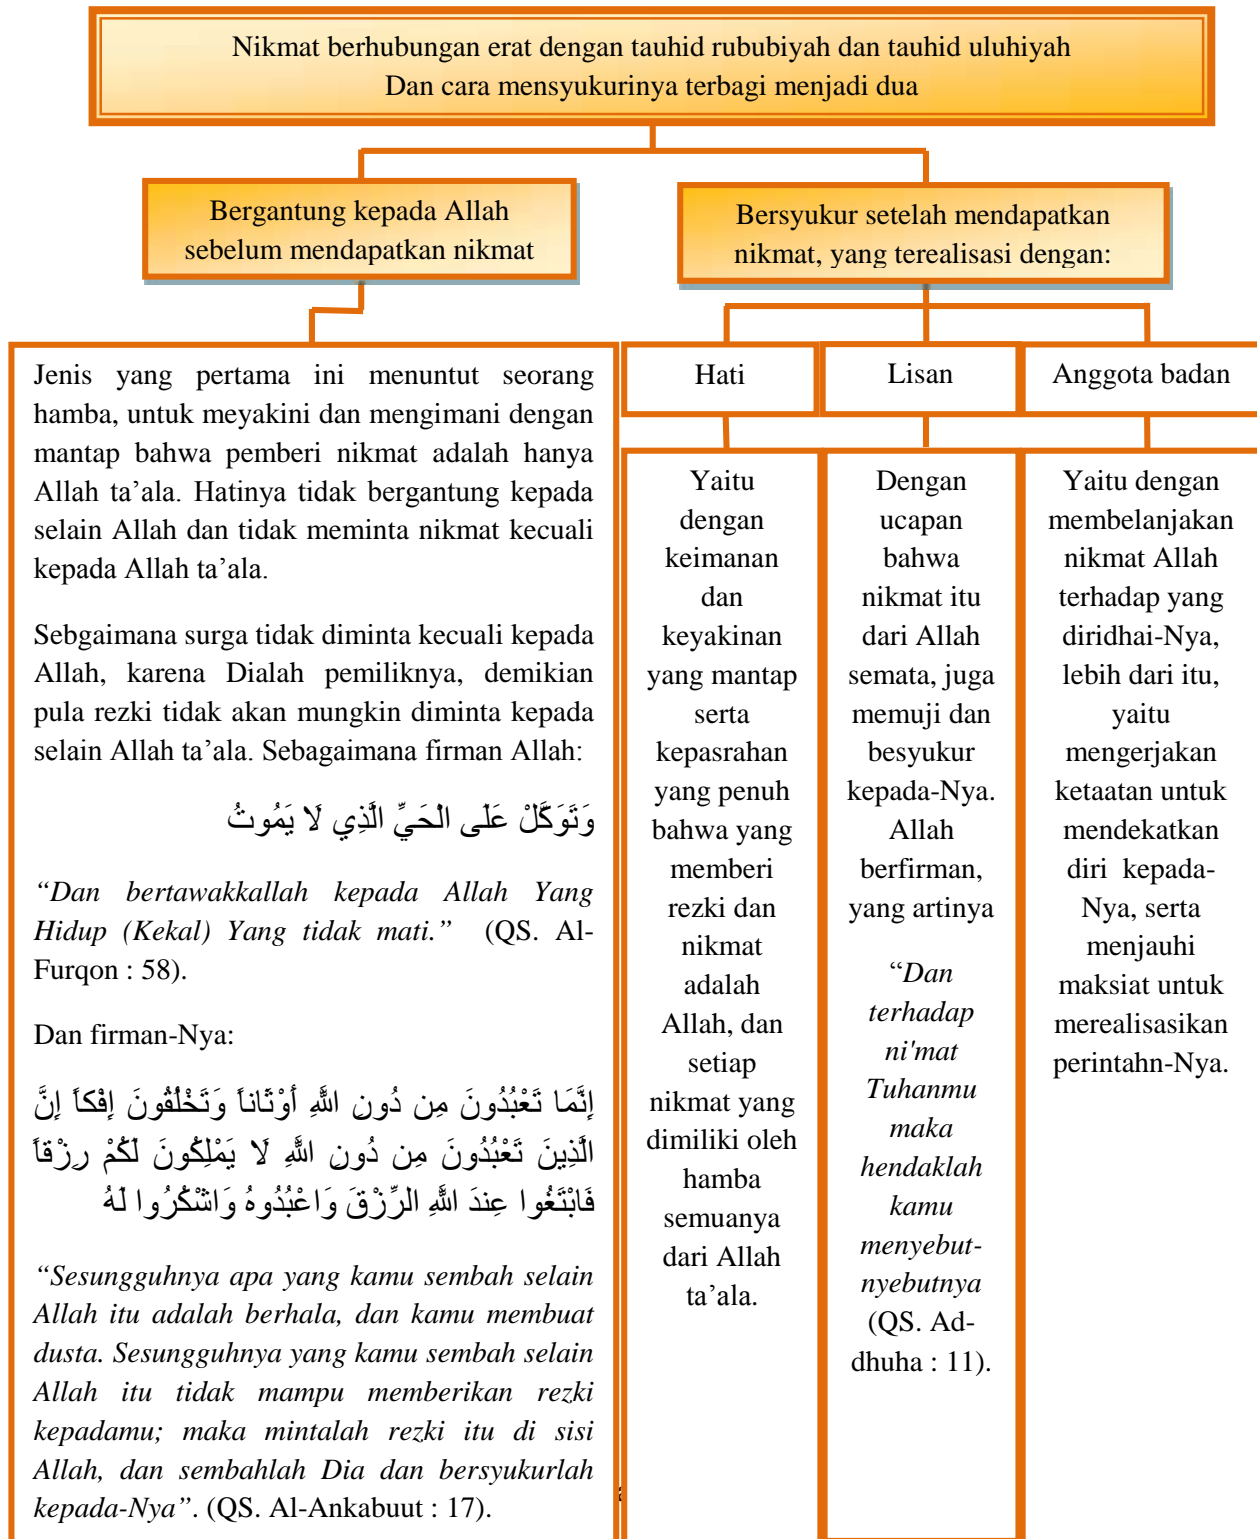 Nikmat berhubungan erat dengan tauhid rububiyah dan tauhid uluhiyah
Dan cara mensyukurinya terbagi menjadi dua
Bergantung kepada Allah
sebelum mendapatkan nikmat
Jenis yang pertama ini menuntut seorang
hamba, untuk meyakini dan mengimani dengan
mantap bahwa pemberi nikmat adalah hanya
Allah ta’ala. Hatinya tidak bergantung kepada
selain Allah dan tidak meminta nikmat kecuali
kepada Allah ta’ala.
Sebgaimana surga tidak diminta kecuali kepada
Allah, karena Dialah pemiliknya, demikian
pula rezki tidak akan mungkin diminta kepada
selain Allah ta’ala. Sebagaimana firman Allah:
وَتَوَكَّلْ عَلَى الْحَيِّ الَّذِي لَا يَمُوتُ
“Dan bertawakkallah kepada Allah Yang
Hidup (Kekal) Yang tidak mati.” (QS. Al-
Furqon : 58).
Dan firman-Nya:
إِنَّمَا تَعْبُدُونَ مِن دُونِ اللَّهِ أَوْثَاناً وَتَخْلُقُونَ إِفْكاً إِنَّ
الَّذِينَ تَعْبُدُونَ مِن دُونِ اللَّهِ لَا يَمْلِكُونَ لَكُمْ رِزْقاً
فَابْتَغُوا عِندَ اللَّهِ الرِّزْقَ وَاعْبُدُوهُ وَاشْكُرُوا لَهُ
“Sesungguhnya apa yang kamu sembah selain
Allah itu adalah berhala, dan kamu membuat
dusta. Sesungguhnya yang kamu sembah selain
Allah itu tidak mampu memberikan rezki
kepadamu; maka mintalah rezki itu di sisi
Allah, dan sembahlah Dia dan bersyukurlah
kepada-Nya”. (QS. Al-Ankabuut : 17).
Bersyukur setelah mendapatkan
nikmat, yang terealisasi dengan:
Hati
Yaitu
dengan
keimanan
dan
keyakinan
yang mantap
serta
kepasrahan
yang penuh
bahwa yang
memberi
rezki dan
nikmat
adalah
Allah, dan
setiap
nikmat yang
dimiliki oleh
hamba
semuanya
dari Allah
ta’ala.
Lisan
Dengan
ucapan
bahwa
nikmat itu
dari Allah
semata, juga
memuji dan
besyukur
kepada-Nya.
Allah
berfirman,
yang artinya
“Dan
terhadap
ni'mat
Tuhanmu
maka
hendaklah
kamu
menyebut-
nyebutnya
(QS. Ad-
dhuha : 11).
Anggota badan
Yaitu dengan
membelanjakan
nikmat Allah
terhadap yang
diridhai-Nya,
lebih dari itu,
yaitu
mengerjakan
ketaatan untuk
mendekatkan
diri kepada-
Nya, serta
menjauhi
maksiat untuk
merealisasikan
perintahn-Nya.